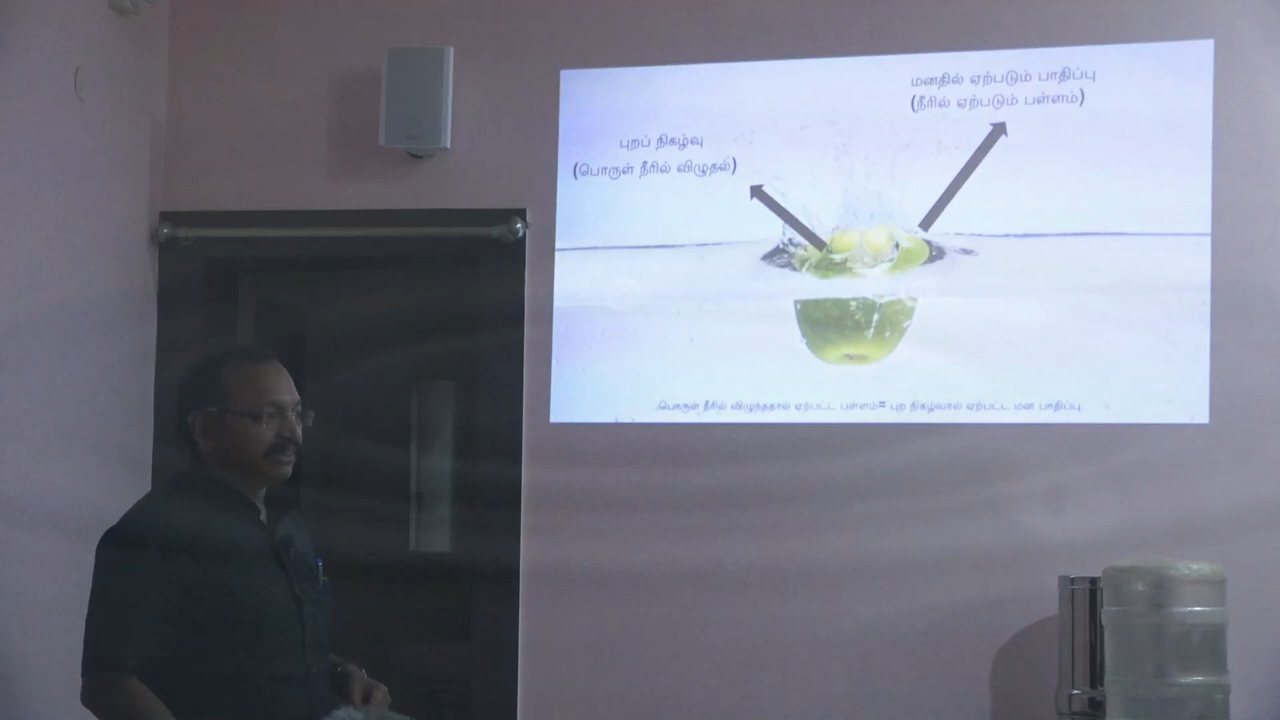 மனதில் ஏற்படும் பாதிப்பு
(நீரில் ஏற்படும் பள்ளம்)
புறப் நிகழ்வு
(பொருள் நீரில் விழுதல்)
பொருள் நீரில் விழுந்ததால் ஏற்பட்ட பள்ளம்= புற நிகழ்வால் ஏற்பட்ட மன பாதிப்பு